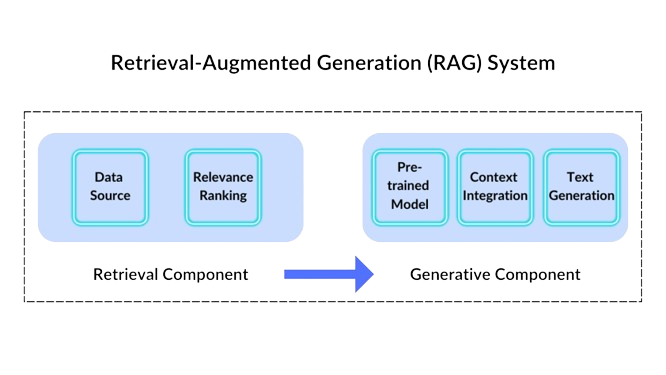 Retrieval-Augmented Generation (RAG) System
Data
Source
Relevance
Ranking
Pre-
trained
Model
Context
Integration
Text
Generation
Retrieval Component
Generative Component